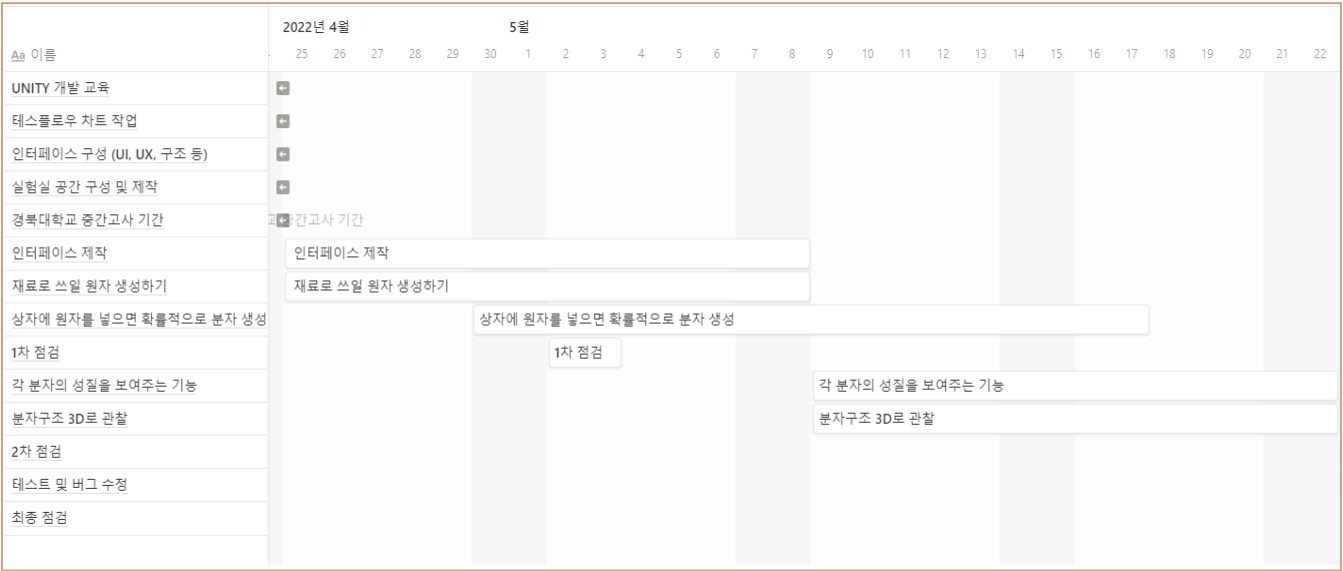 2022년 4월 5월
Aa 이름 25 26 27 28 29 30 1 2 3 4 5 6 7 8 9 10 11 12 13 14 15 16 17 18 19 20 21 22
UNITY 개발 교육
테스플로우 차트 작업
인터페이스 구성 (UI, UX, 구조 등)
실험실 공간 구성 및 제작
경북대학교 중간고사 기간 간고사 기간
인터페이스 제작 인터페이스 제작
재료로 쓰일 원자 생성하기 재료로 쓰일 원자 생성하기
상자에 원자를 넣으면 확률적으로 분자 생성 상자에 원자를 넣으면 확률적으로 분자 생성
1차 점검 1차 점검
각 분자의 성질을 보여주는 기능 각 분자의 성질을 보여주는 기능
분자구조 3D로 관찰 분자구조 3D로 관찰
2차 점검
테스트 및 버그 수정
최종 점검